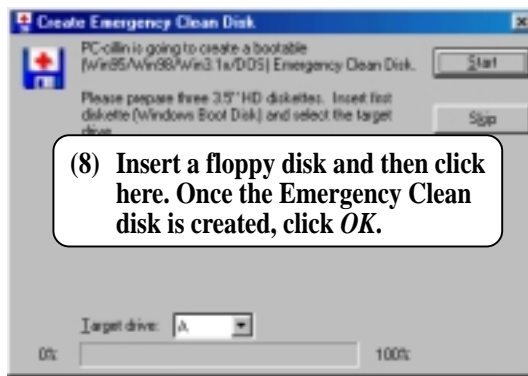 Create Emergency Clean Disk
PC-cillin is going to create a bootable
(Win95/Win98/Win3.1x/DOS) Emergency Clean Disk.
Start
Please prepare three 3.5" HD diskettes. Insert first
diskette (Windows Boot Disk) and select the target
drive
Skip
(8) Insert a floppy disk and then click
here. Once the Emergency Clean
disk is created, click OK.
Target drive: A.
0% 100%